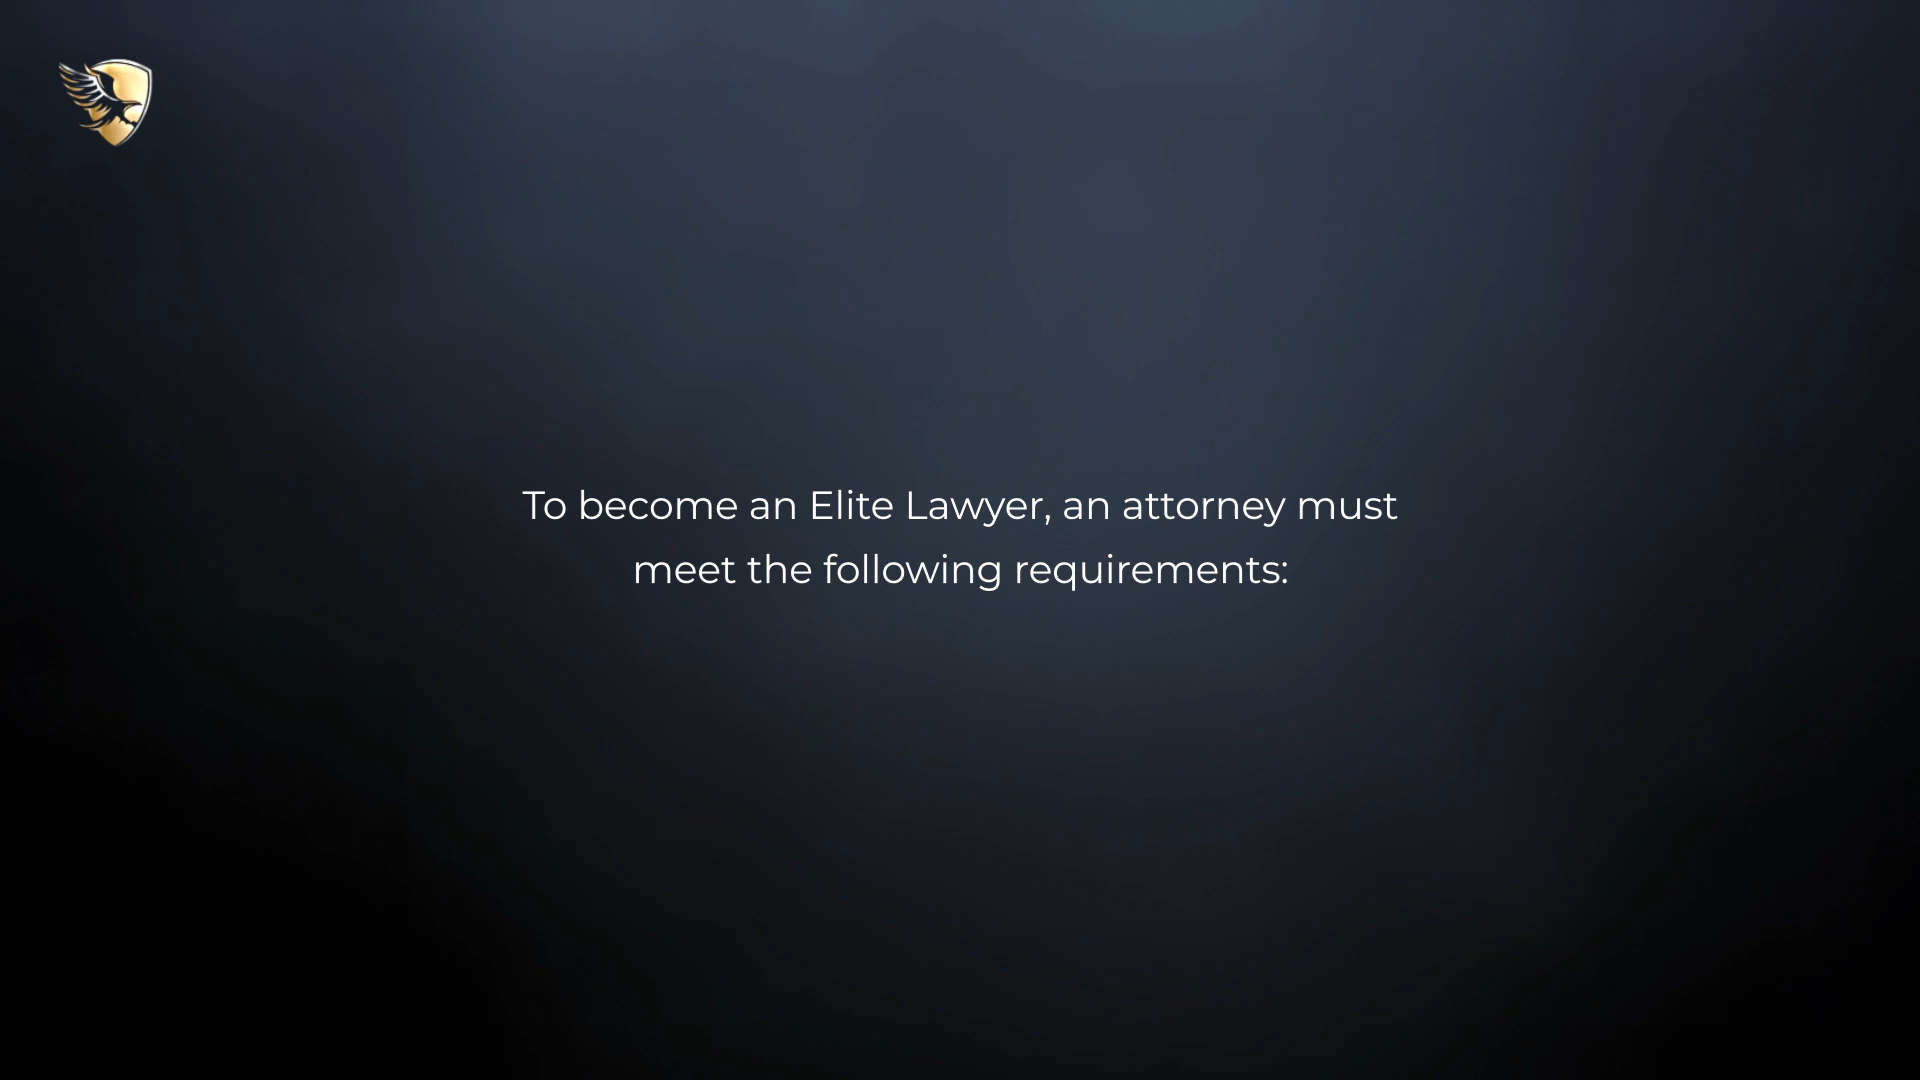 To become an Elite Lawyer, an attorney must
meet the following requirements: